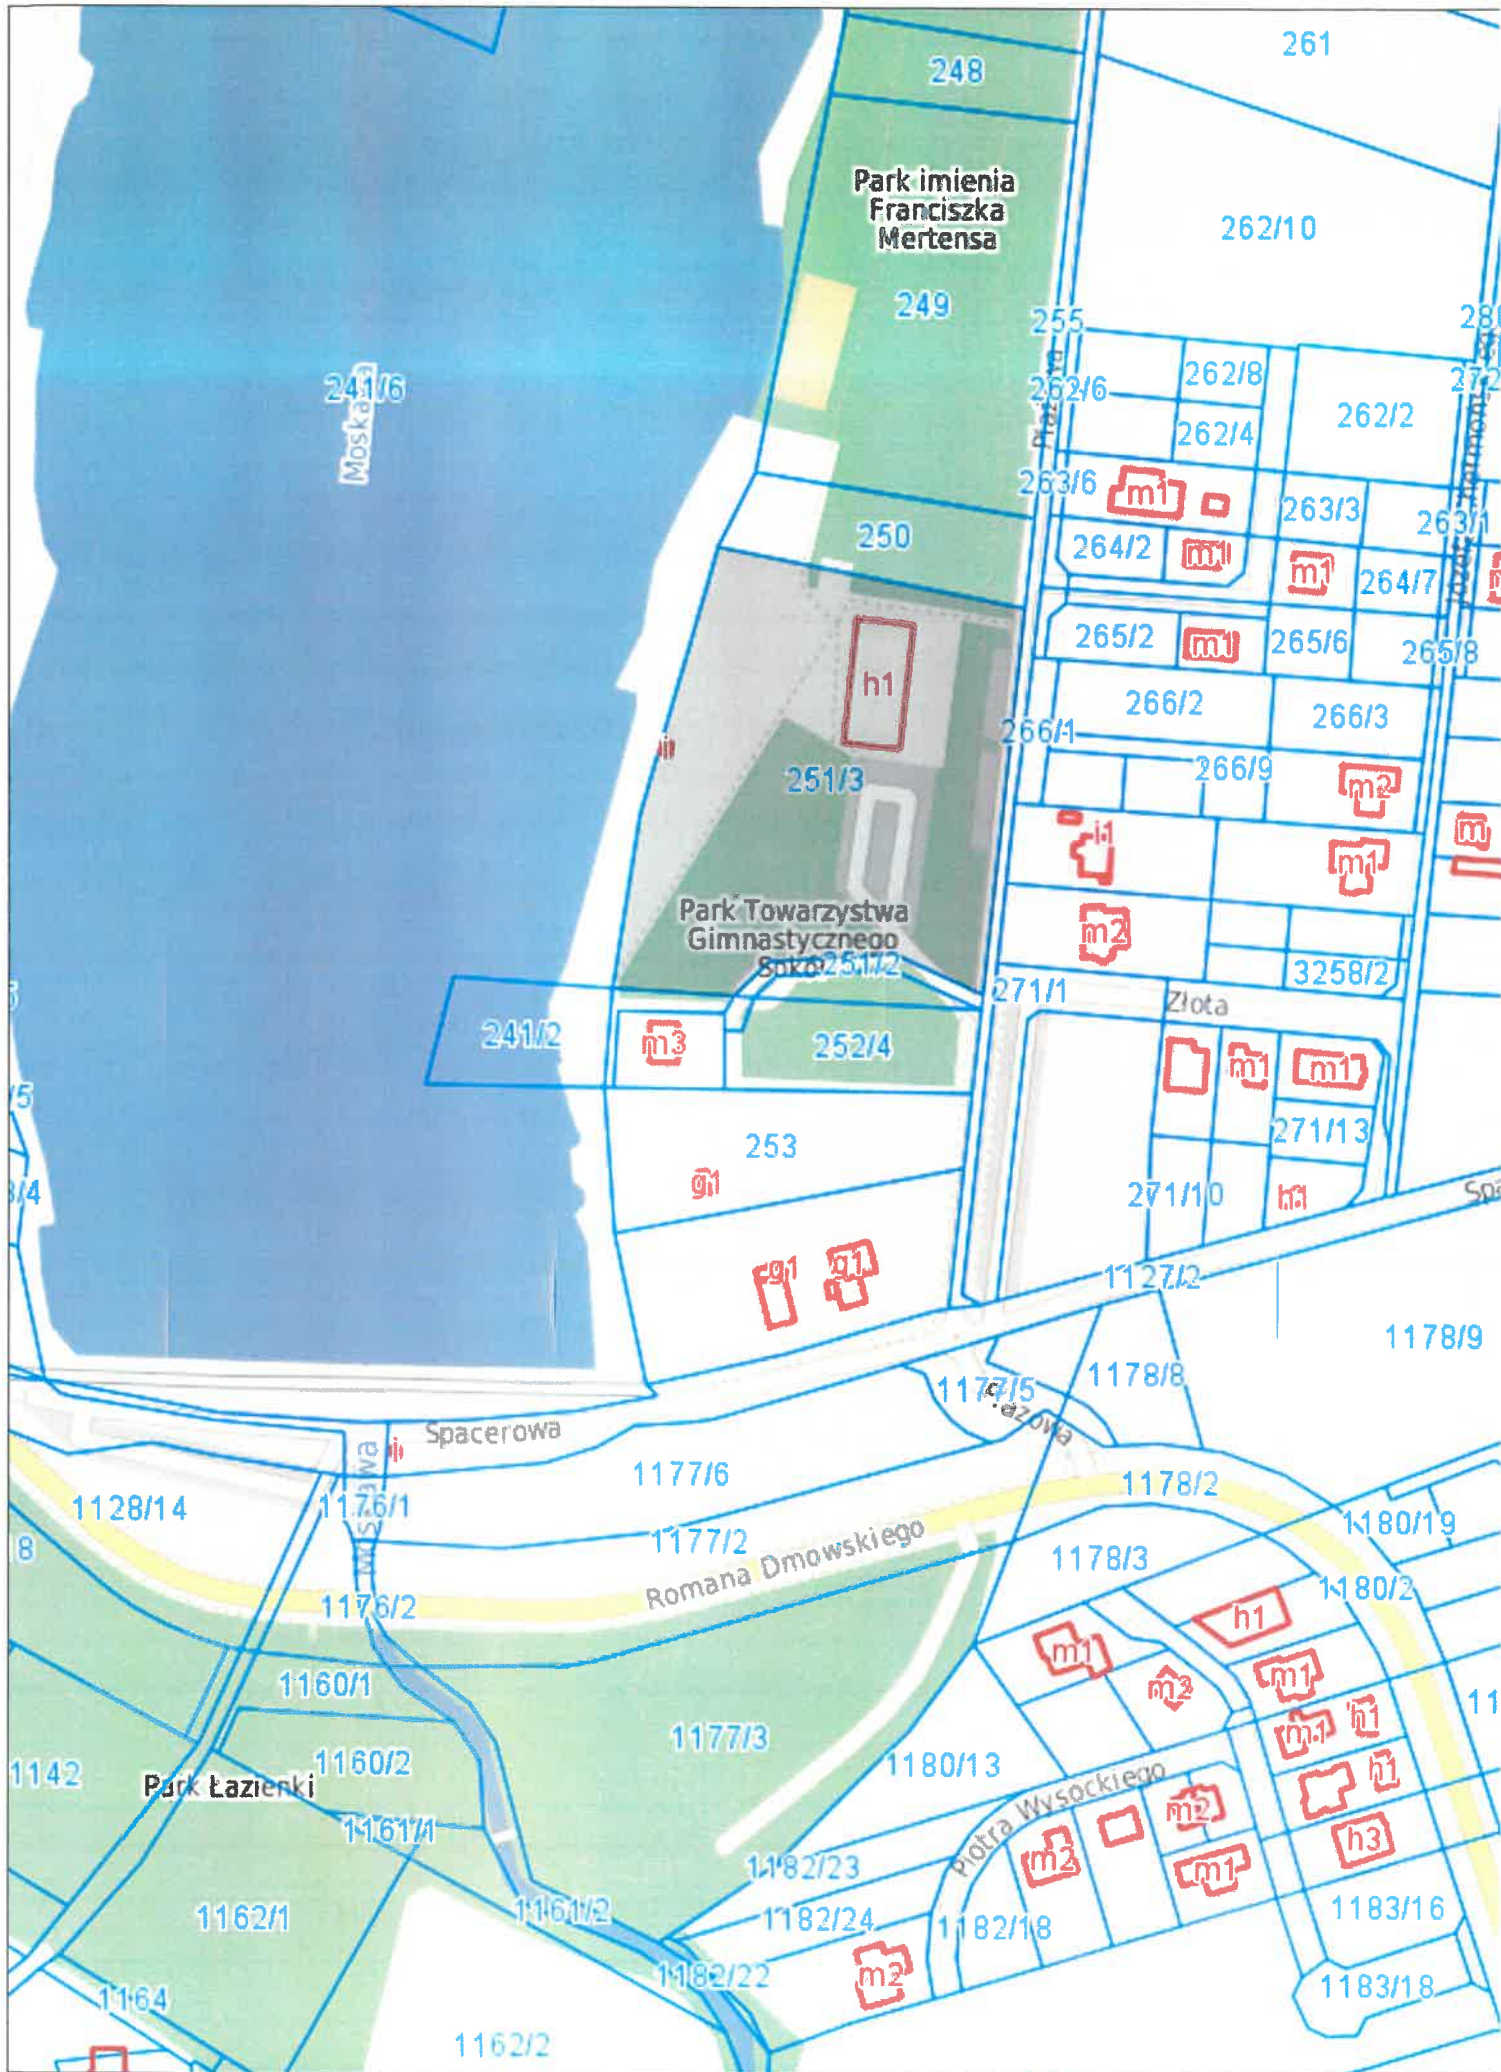 261
248
Park imienia
Franciszka
Mertensa
262/10
249
255
241/6
262/6
262/8
262/4
262/2
263/6
m1
263/3
263/1
250
264/2
m1
m1
264/7
265/2
m1
265/6
265/8
h1
266/2
266/3
266/1
251/3
266/9
m2
i1
m1
m
Park Towarzystwa
Gimnastycznego
251/2
m2
3258/2
271/1
Złota
241/2
m3
252/4
m1
m1
271/13
253
g1
271/10
g1
g1
1127/2
1178/9
1178/8
1177/5
Spacerowa
1177/6
1178/2
1128/14
1176/1
1177/2
Romana Dmowskiego
1180/19
1178/3
1176/2
1180/2
h1
m1
m1
m2
1160/1
1177/3
m1
h1
1160/2
1180/13
1142
Park Łazienki
Piotra Wysockiego
h1
m2
1161/1
h3
m2
m1
1182/23
1162/1
1161/2
1182/24
1182/18
1183/16
m2
1182/22
1183/18
1164
1162/2